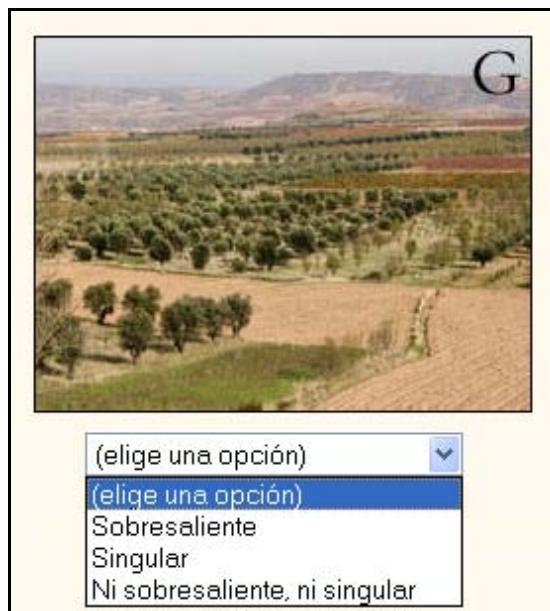 G
(elige una opción)
(elige una opción)
Sobresaliente
Singular
Ni sobresaliente, ni singular